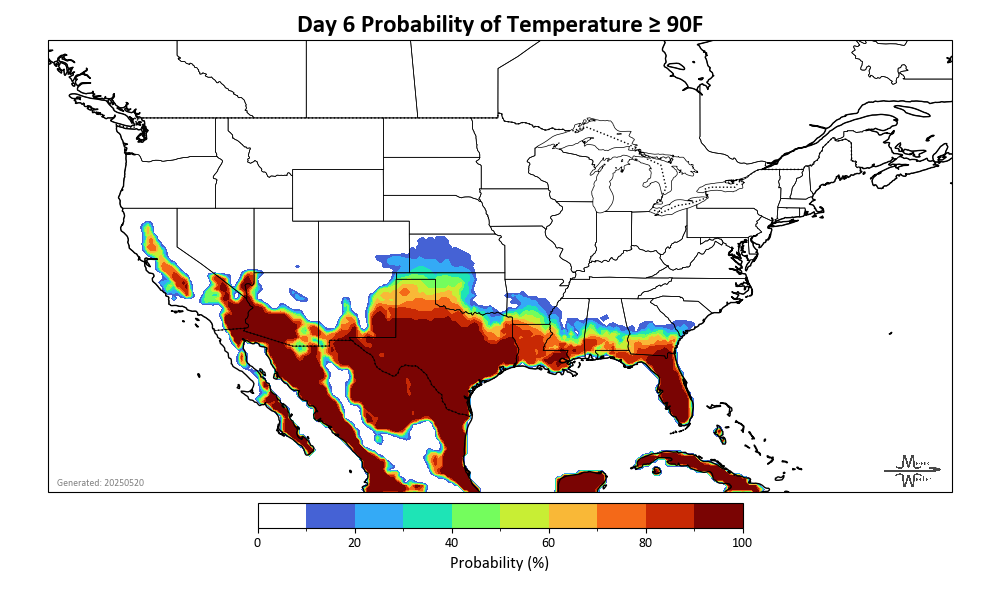 Day 6 Probability of Temperature ≥ 90F
Generated: 20250520
0 20 40 60 80 100
Probability (%)